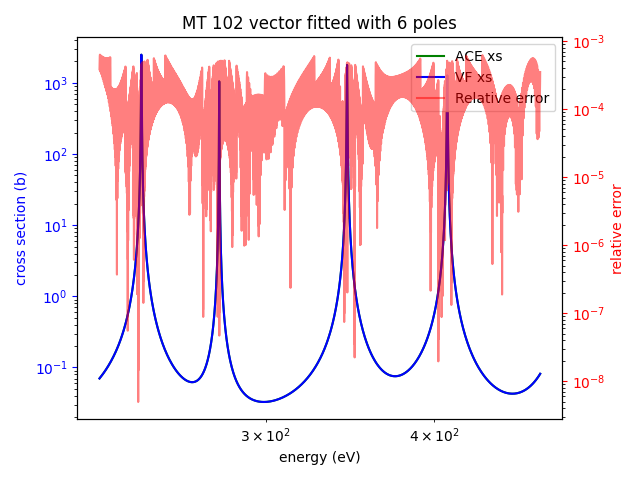 MT 102 vector fitted with 6 poles
ACE xs
VF xs
Relative error
cross section (b)
10³
10²
10¹
10⁰
10⁻¹
10⁻³
10⁻⁴
10⁻⁵
10⁻⁶
10⁻⁷
10⁻⁸
relative error
3 × 10²
4 × 10²
energy (eV)